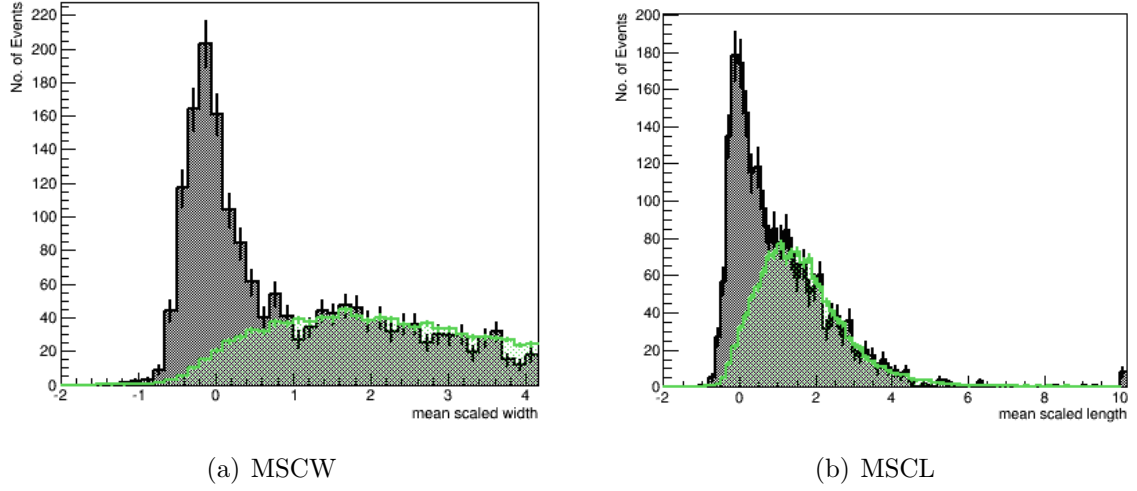 No. of Events
220
200
180
160
140
120
100
80
60
40
20
0
-2 -1 0 1 2 3 4
mean scaled width
No. of Events
200
180
160
140
120
100
80
60
40
20
0
-2 0 2 4 6 8 10
mean scaled length
(a) MSCW
(b) MSCL